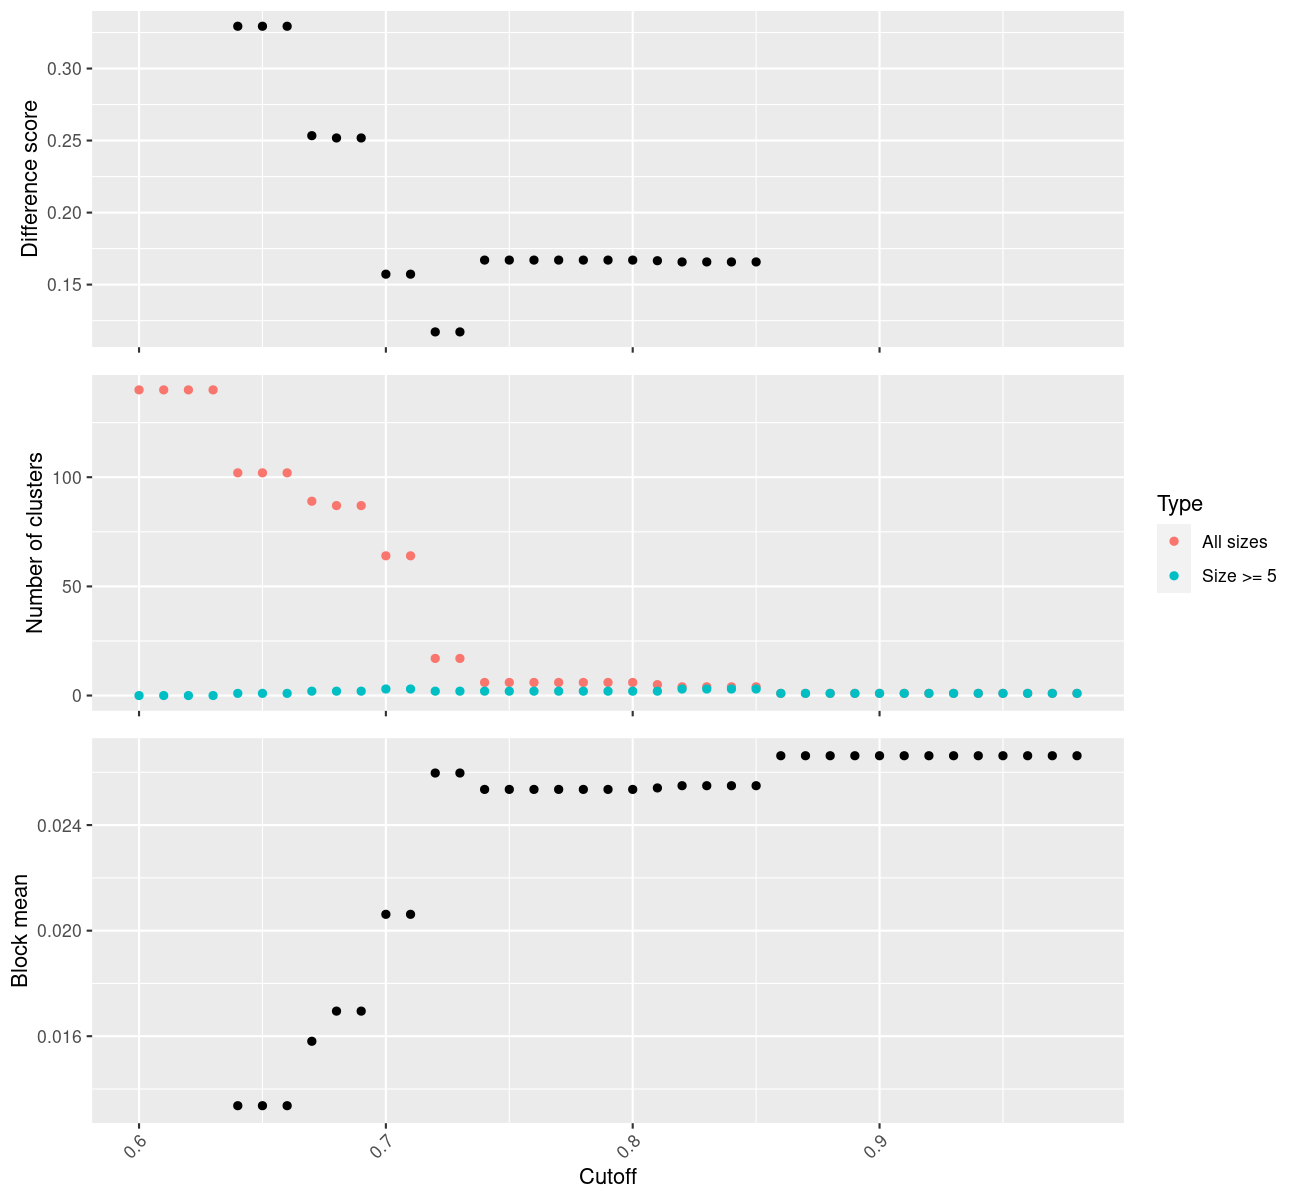 Difference score
0.30
0.25
0.20
0.15
Number of clusters
100
50
0
Type
All sizes
Size >= 5
Block mean
0.024
0.020
0.016
0.6
0.7
0.8
0.9
Cutoff